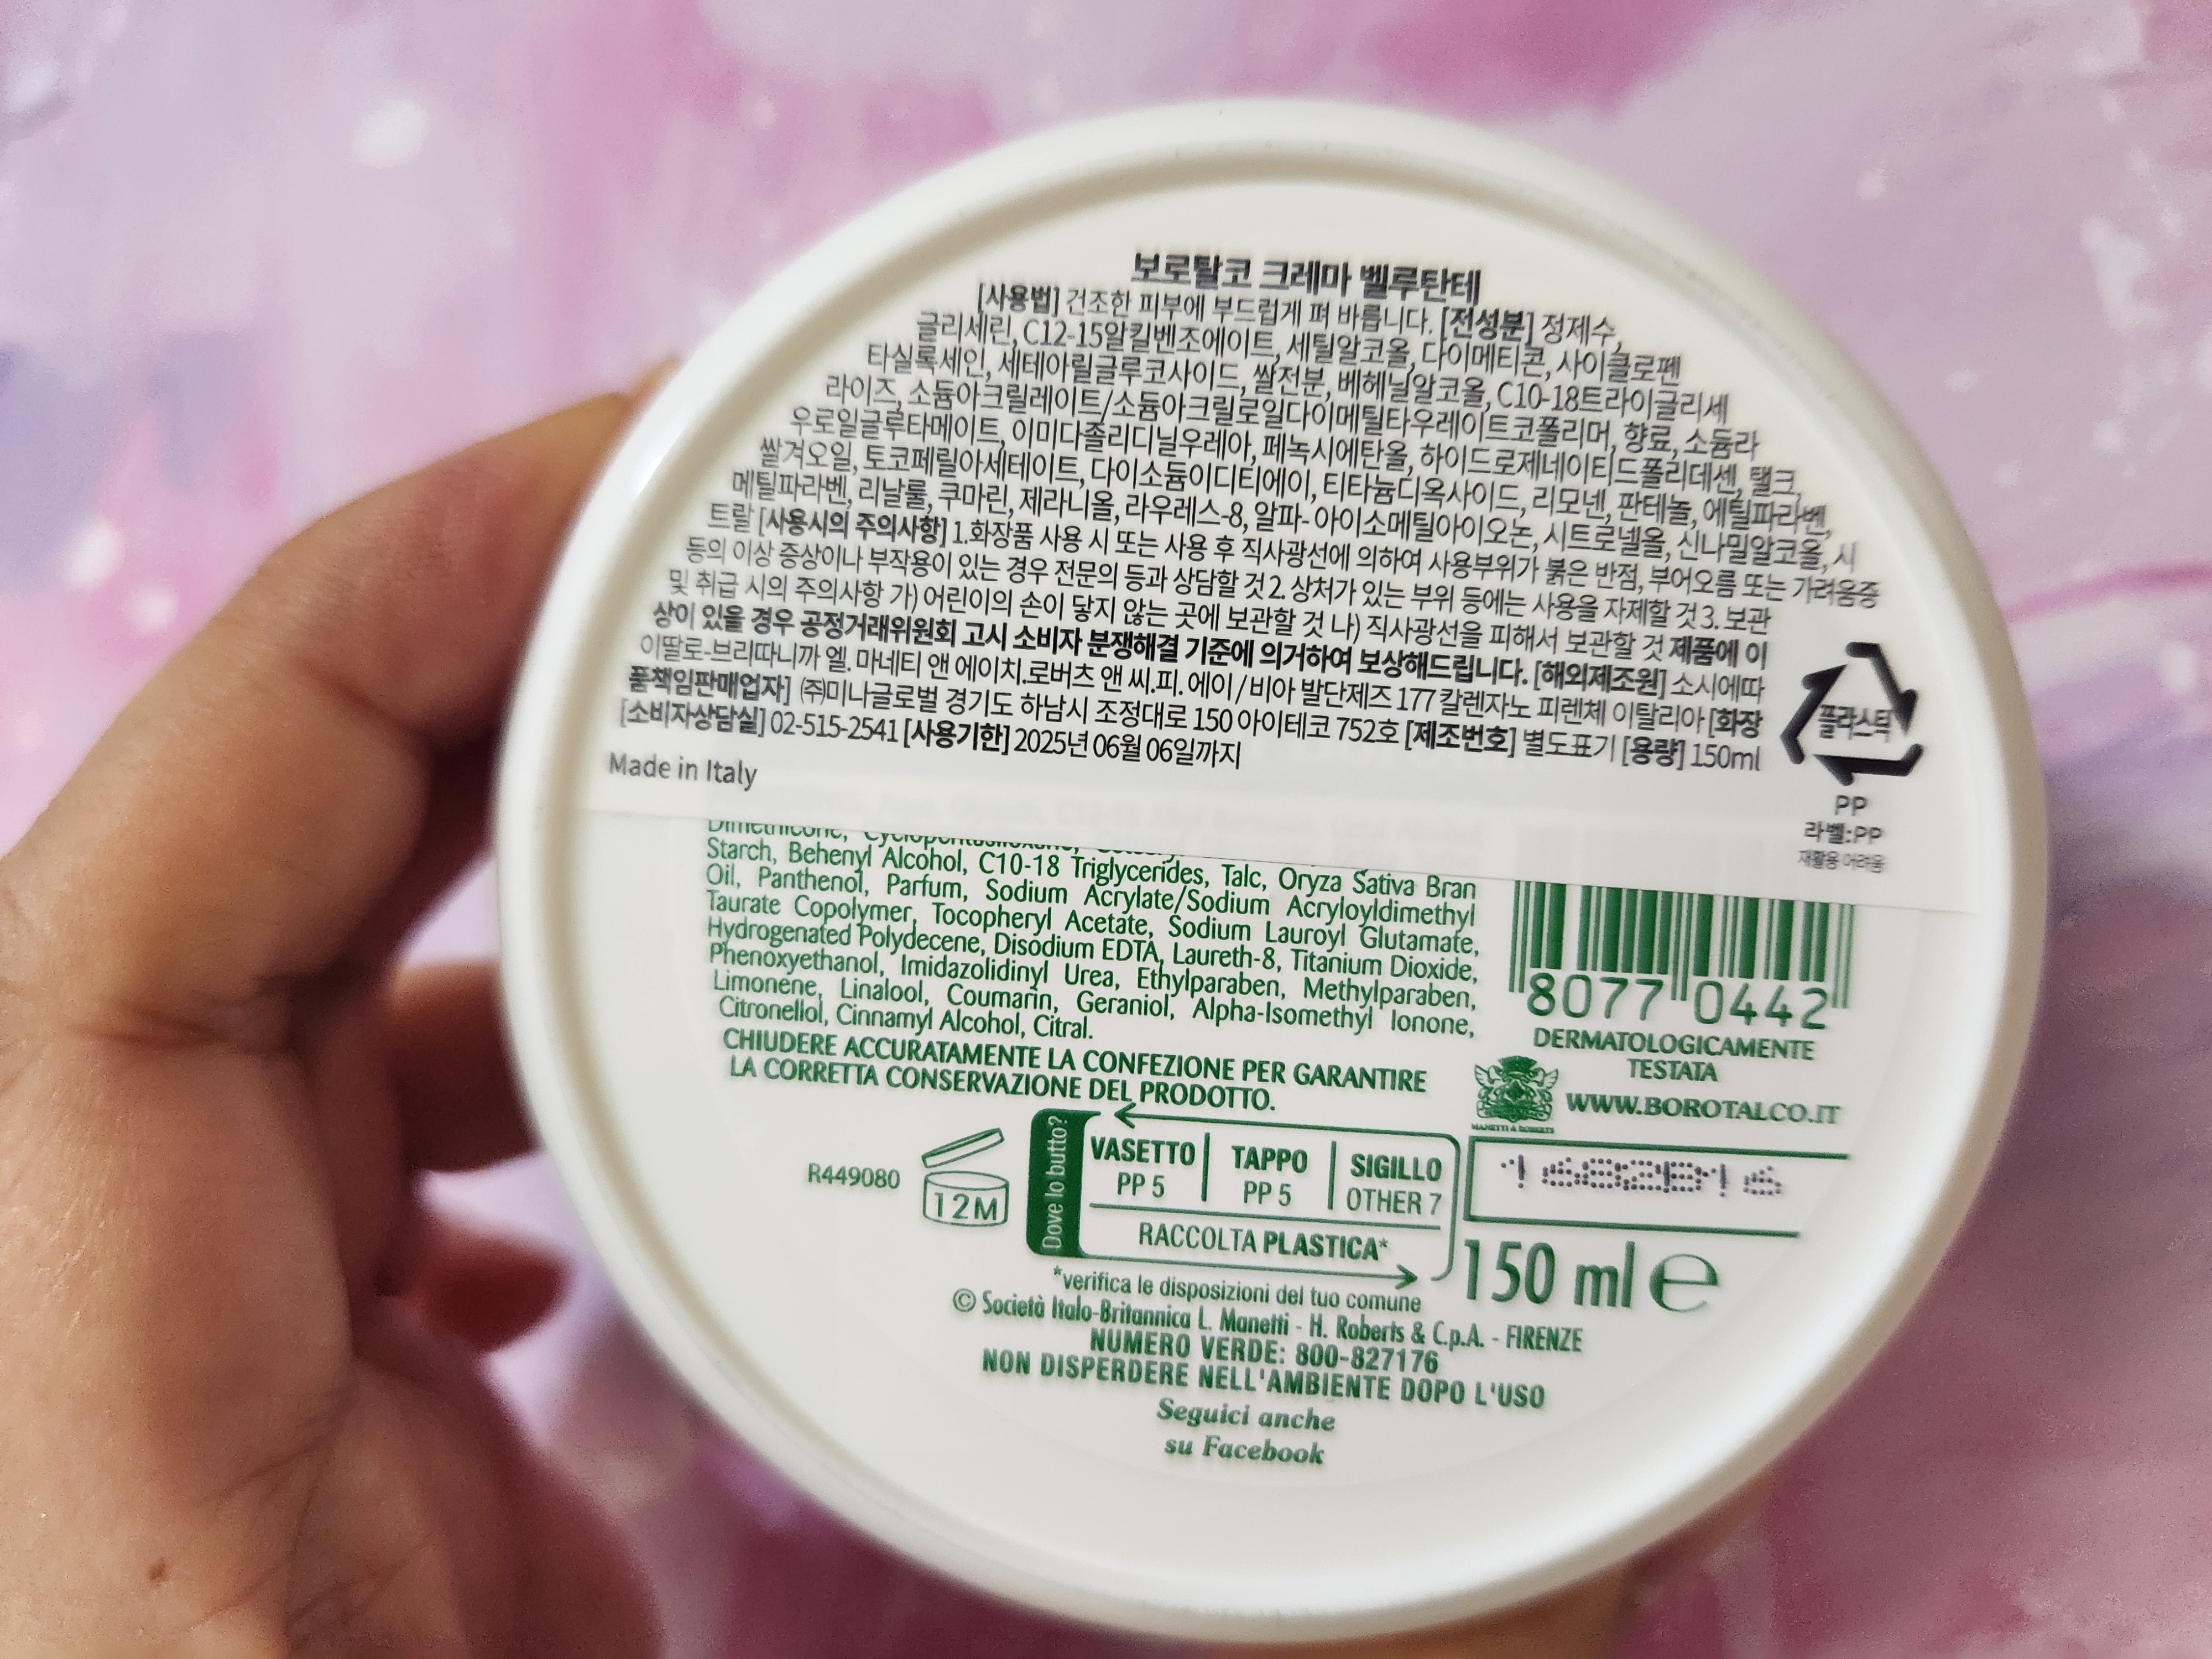 보로탈코 크레마 벨루탄테
[사용법] 건조한 피부에 부드럽게 펴 바릅니다. [전성분] 정제수,
글리세린, C12-15알킬벤조에이트, 세틸알코올, 다이메티콘, 사이클로펜
타실록세인, 세테아릴글루코사이드, 쌀전분, 베헤닐알코올, C10-18트라이글리세
라이즈, 소듐아크릴레이트/소듐아크릴로일다이메틸타우레이트코폴리머, 향료, 소듐라
우로일글루타메이트, 이미다졸리디닐우레아, 페녹시에탄올, 하이드로제네이티드폴리데센, 탤크,
쌀겨오일, 토코페릴아세테이트, 다이소듐이디티에이, 티타늄디옥사이드, 리모넨, 판테놀, 에틸파라벤,
메틸파라벤, 리날룰, 쿠마린, 제라니올, 라우레스-8, 알파-아이소메틸아이오논, 시트로넬올, 신나밀알코올, 시
트랄 [사용시의 주의사항] 1.화장품 사용 시 또는 사용 후 직사광선에 의하여 사용부위가 붉은 반점, 부어오름 또는 가려움증
등의 이상 증상이나 부작용이 있는 경우 전문의 등과 상담할 것 2. 상처가 있는 부위 등에는 사용을 자제할 것 3. 보관
및 취급 시의 주의사항 가) 어린이의 손이 닿지 않는 곳에 보관할 것 나) 직사광선을 피해서 보관할 것 제품에 이
상이 있을 경우 공정거래위원회 고시 소비자 분쟁해결 기준에 의거하여 보상해드립니다. [해외제조원] 소시에따
이딸로-브리따니까 엘. 마네티 앤 에이치.로버츠 앤 씨.피.에이/비아 발단제즈 177 칼렌자노 피렌체 이탈리아 [화장
품책임판매업자] ㈜미나글로벌 경기도 하남시 조정대로 150 아이테코 752호 [제조번호] 별도표기 [용량] 150ml
[소비자상담실] 02-515-2541 [사용기한] 2025년 06월 06일까지
Made in Italy
플라스틱
PP
라벨:PP
재활용 어려움
Dimethicone, Cyclopentasiloxane,
Starch, Behenyl Alcohol, C10-18 Triglycerides, Talc, Oryza Sativa Bran
Oil, Panthenol, Parfum, Sodium Acrylate/Sodium Acryloyldimethyl
Taurate Copolymer, Tocopheryl Acetate, Sodium Lauroyl Glutamate,
Hydrogenated Polydecene, Disodium EDTA, Laureth-8, Titanium Dioxide,
Phenoxyethanol, Imidazolidinyl Urea, Ethylparaben, Methylparaben,
Limonene, Linalool, Coumarin, Geraniol, Alpha-Isomethyl Ionone,
Citronellol, Cinnamyl Alcohol, Citral.
CHIUDERE ACCURATAMENTE LA CONFEZIONE PER GARANTIRE
LA CORRETTA CONSERVAZIONE DEL PRODOTTO.
8077 0442
DERMATOLOGICAMENTE
TESTATA
MANETTI & ROBERTS
WWW.BOROTALCO.IT
R449080
12M
Dove lo butto?
VASETTO
PP 5
TAPPO
PP 5
SIGILLO
OTHER 7
RACCOLTA PLASTICA*
*verifica le disposizioni del tuo comune
150 ml e
© Società Italo-Britannica L. Manetti - H. Roberts & C.p.A. - FIRENZE
NUMERO VERDE: 800-827176
NON DISPERDERE NELL'AMBIENTE DOPO L'USO
Seguici anche
su Facebook